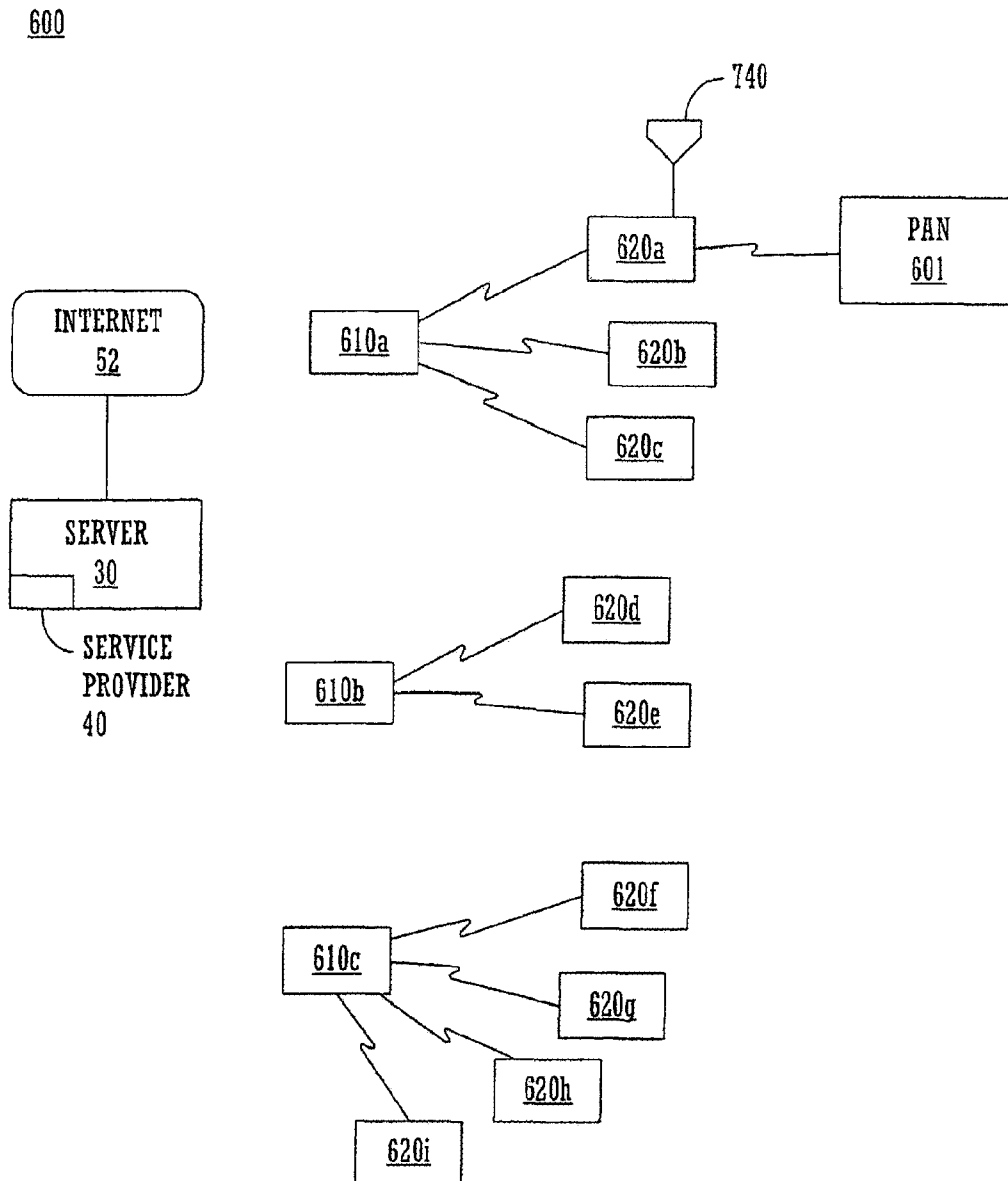 600
740
620a
PAN
601
INTERNET
52
610a
620b
620c
SERVER
30
SERVICE
PROVIDER
40
620d
610b
620e
620f
610c
620g
620h
620i